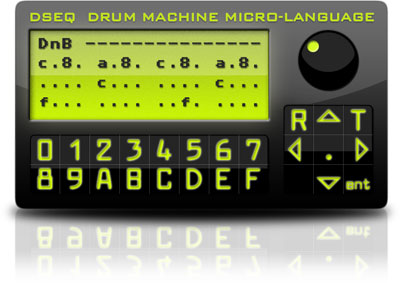 DSEQ DRUM MACHINE MICRO-LANGUAGE
DnB ----------------
c.8. a.8. c.8. a.8.
.... c... .... c...
f... .... ..f. ....
R T
0 1 2 3 4 5 6 7
8 9 A B C D E F
. ent